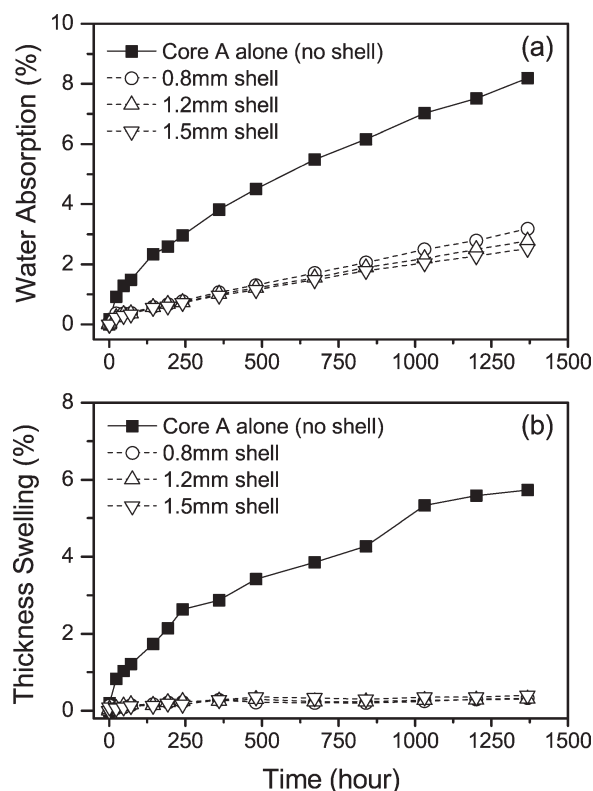 10
8
6
4
2
0
Water Absorption (%)
(a)
Core A alone (no shell)
0.8mm shell
1.2mm shell
1.5mm shell
0 250 500 750 1000 1250 1500
8
6
4
2
0
Thickness Swelling (%)
(b)
Core A alone (no shell)
0.8mm shell
1.2mm shell
1.5mm shell
0 250 500 750 1000 1250 1500
Time (hour)